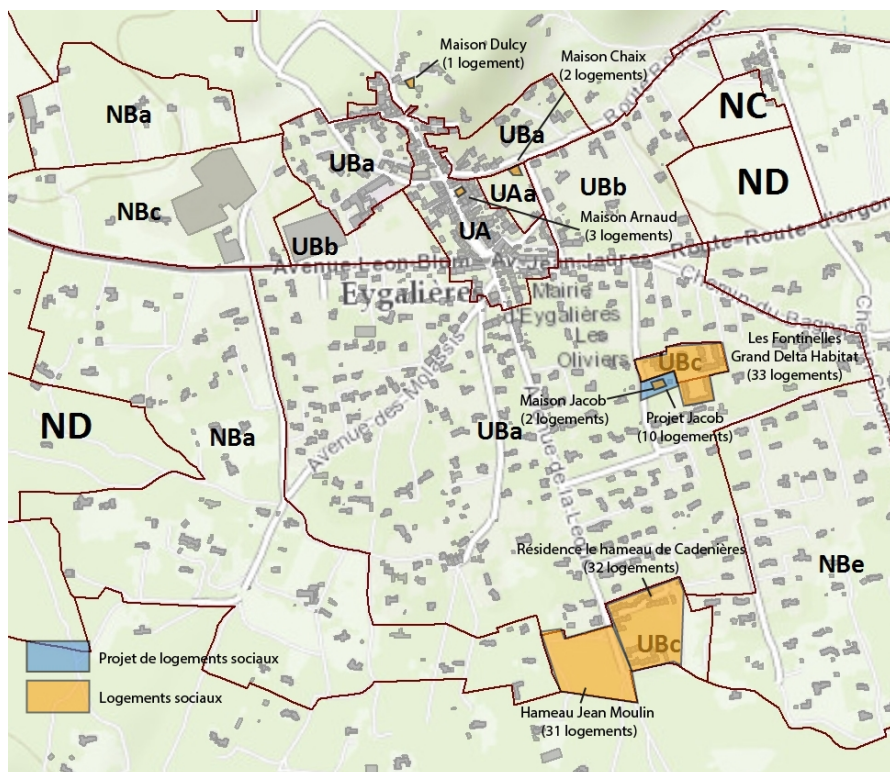 Maison Dulcy
(1 logement)
Maison Chaix
(2 logements)
NBa
UBa
NC
UBa
UBb
ND
NBc
UAa
Maison Arnaud
(3 logements)
UBb
UA
Avenue Léon Blum
Av. Jean Jaurès
Route-Route-d'orgon
Eygalières
Mairie
d'Eygalières
Les
Oliviers
Les Fontinelles
Grand Delta Habitat
(33 logements)
UBc
Maison Jacob
(2 logements)
Projet Jacob
(10 logements)
ND
NBa
Avenue-des-Molassis
UBa
Résidence le hameau de Cadenières
(32 logements)
NBe
UBc
Projet de logements sociaux
Logements sociaux
Hameau Jean Moulin
(31 logements)